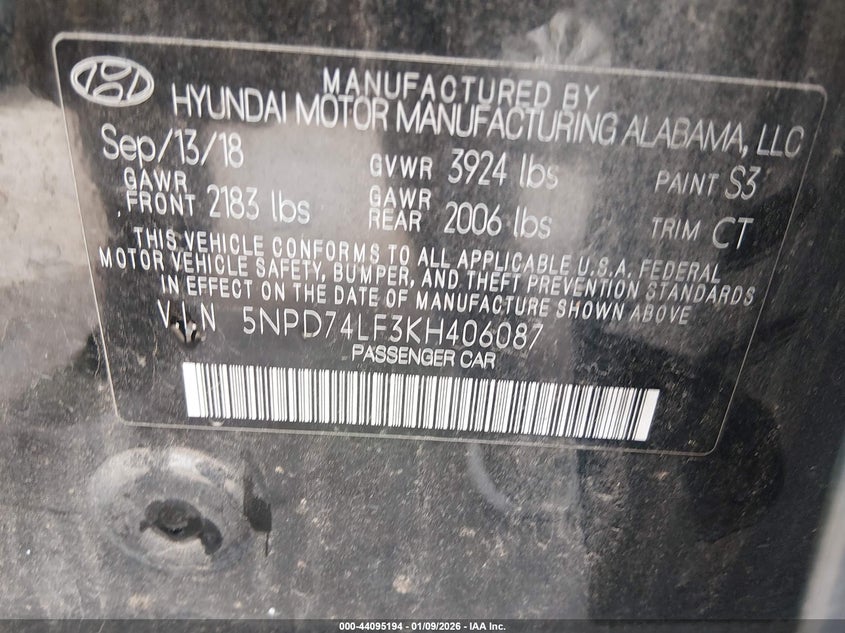 MANUFACTURED BY
HYUNDAI MOTOR MANUFACTURING ALABAMA, LLC
Sep/13/18 GVWR 3924 lbs PAINT S3
GAWR FRONT 2183 lbs GAWR REAR 2006 lbs TRIM CT
THIS VEHICLE CONFORMS TO ALL APPLICABLE U.S.A. FEDERAL
MOTOR VEHICLE SAFETY, BUMPER, AND THEFT PREVENTION STANDARDS
IN EFFECT ON THE DATE OF MANUFACTURE SHOWN ABOVE.
V.I.N 5NPD74LF3KH406087
PASSENGER CAR
000-44095194 - 01/09/2026 - IAA Inc.